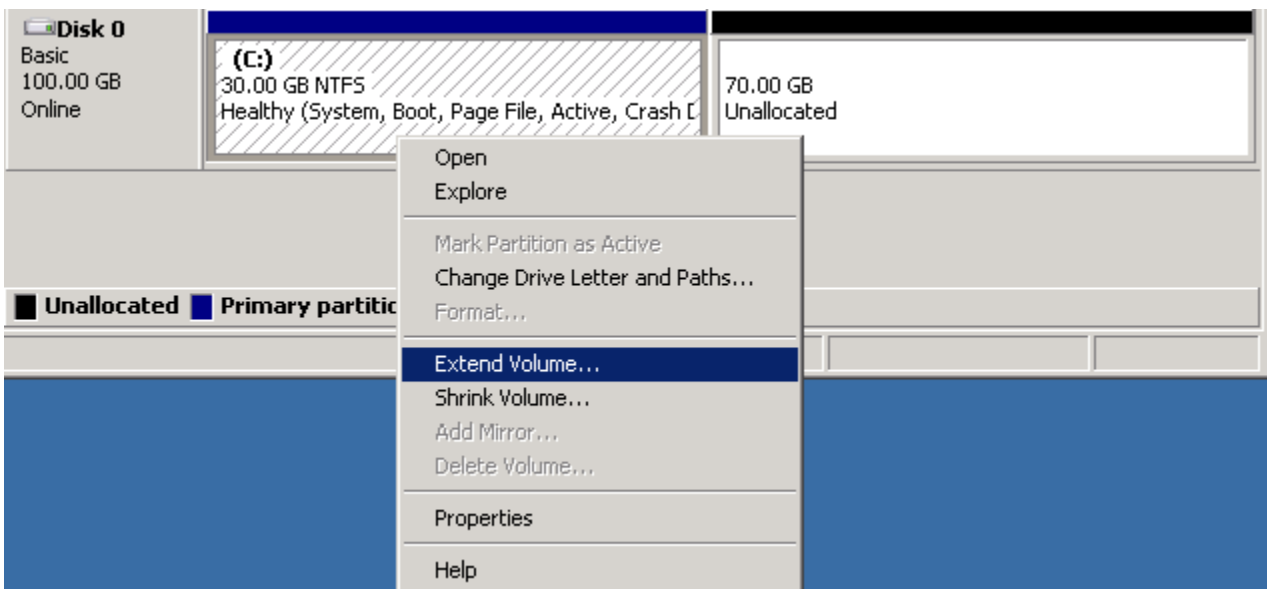 Disk 0
Basic
100.00 GB
Online
(C:)
30.00 GB NTFS
Healthy (System, Boot, Page File, Active, Crash
70.00 GB
Unallocated
Open
Explore
Mark Partition as Active
Change Drive Letter and Paths...
Format...
Unallocated Primary
Extend Volume...
Shrink Volume...
Add Mirror...
Delete Volume...
Properties
Help